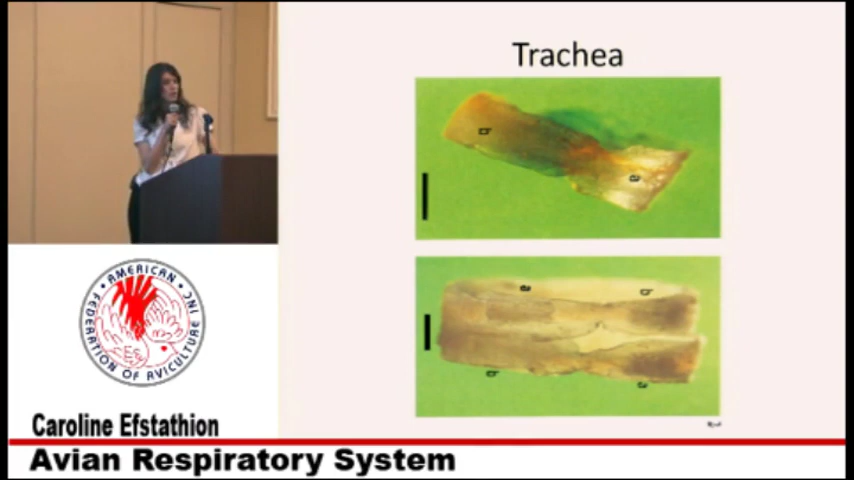 Trachea
b
a
a
b
b
a
AMERICAN
FEDERATION OF AVICULTURE INC
Caroline Efstathion
Avian Respiratory System